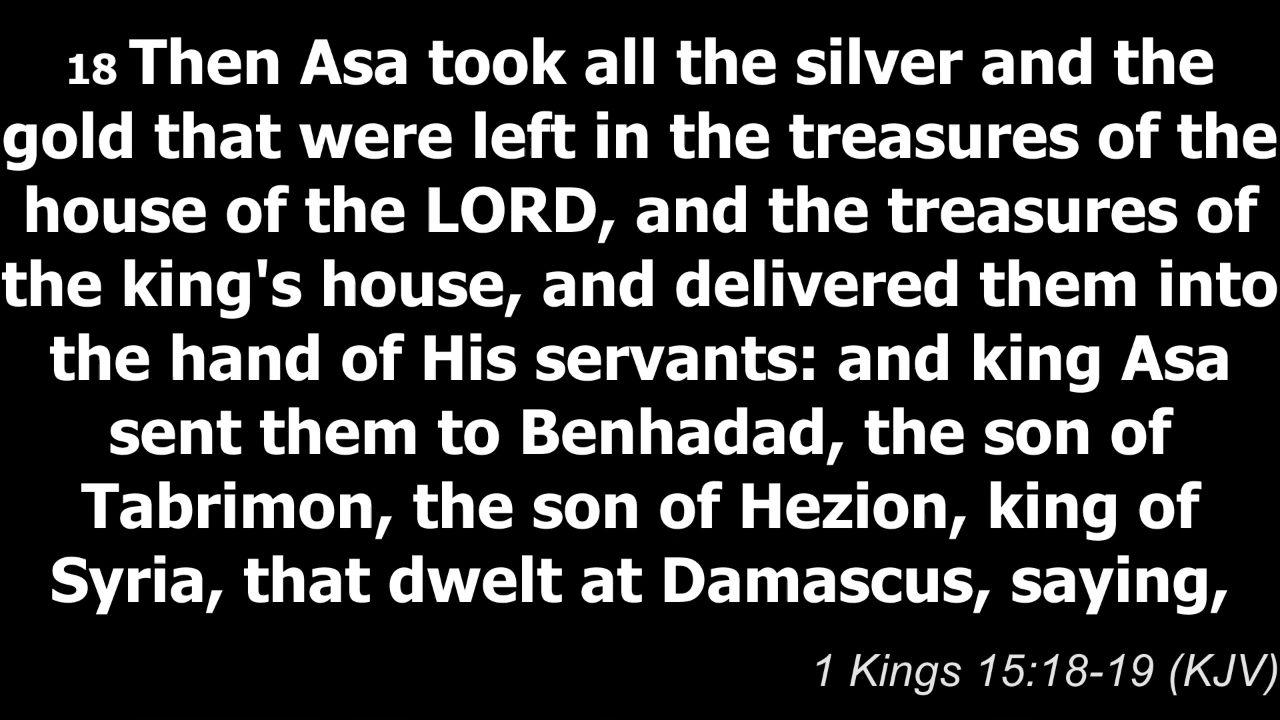 18 Then Asa took all the silver and the
gold that were left in the treasures of the
house of the LORD, and the treasures of
the king's house, and delivered them into
the hand of His servants: and king Asa
sent them to Benhadad, the son of
Tabrimon, the son of Hezion, king of
Syria, that dwelt at Damascus, saying,
1 Kings 15:18-19 (KJV)